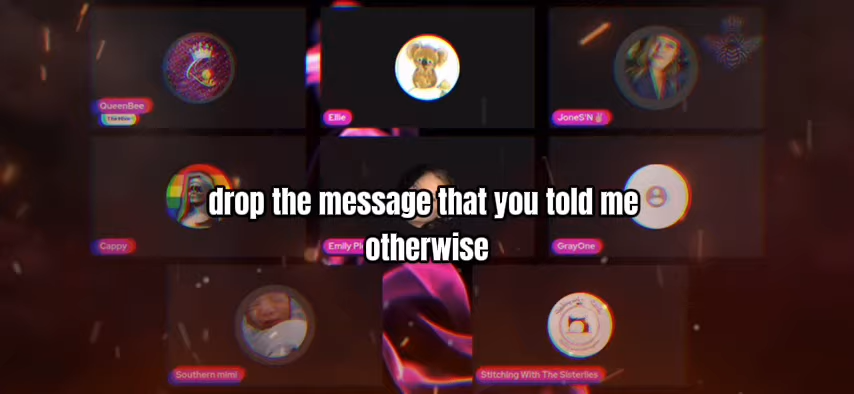 QueenBee
Ellie
JoneS'N ✌
drop the message that you told me
otherwise
Cappy
Emily
GrayOne
Southern mimi
Stitching With The Sisterlies